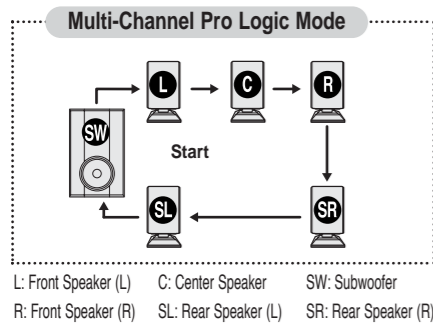 Multi-Channel Pro Logic Mode
L C R
SW
Start
SL SR
L: Front Speaker (L) C: Center Speaker SW: Subwoofer
R: Front Speaker (R) SL: Rear Speaker (L) SR: Rear Speaker (R)